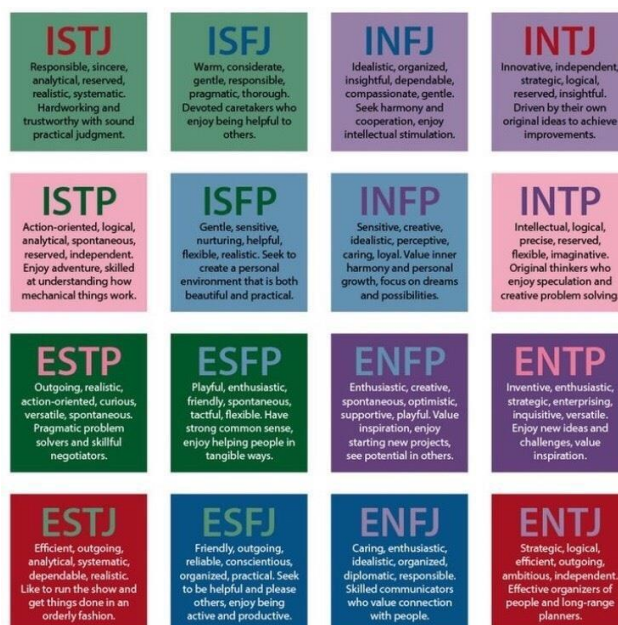 ISTJ
Responsible, sincere,
analytical, reserved,
realistic, systematic.
Hardworking and
trustworthy with sound
practical judgment.
ISFJ
Warm, considerate,
gentle, responsible,
pragmatic, thorough.
Devoted caretakers who
enjoy being helpful to
others.
INFJ
Idealistic, organized,
insightful, dependable,
compassionate, gentle.
Seek harmony and
cooperation, enjoy
intellectual stimulation.
INTJ
Innovative, independent,
strategic, logical,
reserved, insightful.
Driven by their own
original ideas to achieve
improvements.
ISTP
Action-oriented, logical,
analytical, spontaneous,
reserved, independent.
Enjoy adventure, skilled
at understanding how
mechanical things work.
ISFP
Gentle, sensitive,
nurturing, helpful,
flexible, realistic. Seek to
create a personal
environment that is both
beautiful and practical.
INFP
Sensitive, creative,
idealistic, perceptive,
caring, loyal. Value inner
harmony and personal
growth, focus on dreams
and possibilities.
INTP
Intellectual, logical,
precise, reserved,
flexible, imaginative.
Original thinkers who
enjoy speculation and
creative problem solving.
ESTP
Outgoing, realistic,
action-oriented, curious,
versatile, spontaneous.
Pragmatic problem
solvers and skillful
negotiators.
ESFP
Playful, enthusiastic,
friendly, spontaneous,
tactful, flexible. Have
strong common sense,
enjoy helping people in
tangible ways.
ENFP
Enthusiastic, creative,
spontaneous, optimistic,
supportive, playful. Value
inspiration, enjoy
starting new projects,
see potential in others.
ENTP
Inventive, enthusiastic,
strategic, enterprising,
inquisitive, versatile.
Enjoy new ideas and
challenges, value
inspiration.
ESTJ
Efficient, outgoing,
analytical, systematic,
dependable, realistic.
Like to run the show and
get things done in an
orderly fashion.
ESFJ
Friendly, outgoing,
reliable, conscientious,
organized, practical. Seek
to be helpful and please
others, enjoy being
active and productive.
ENFJ
Caring, enthusiastic,
idealistic, organized,
diplomatic, responsible.
Skilled communicators
who value connection
with people.
ENTJ
Strategic, logical,
efficient, outgoing,
ambitious, independent.
Effective organizers of
people and long-range
planners.